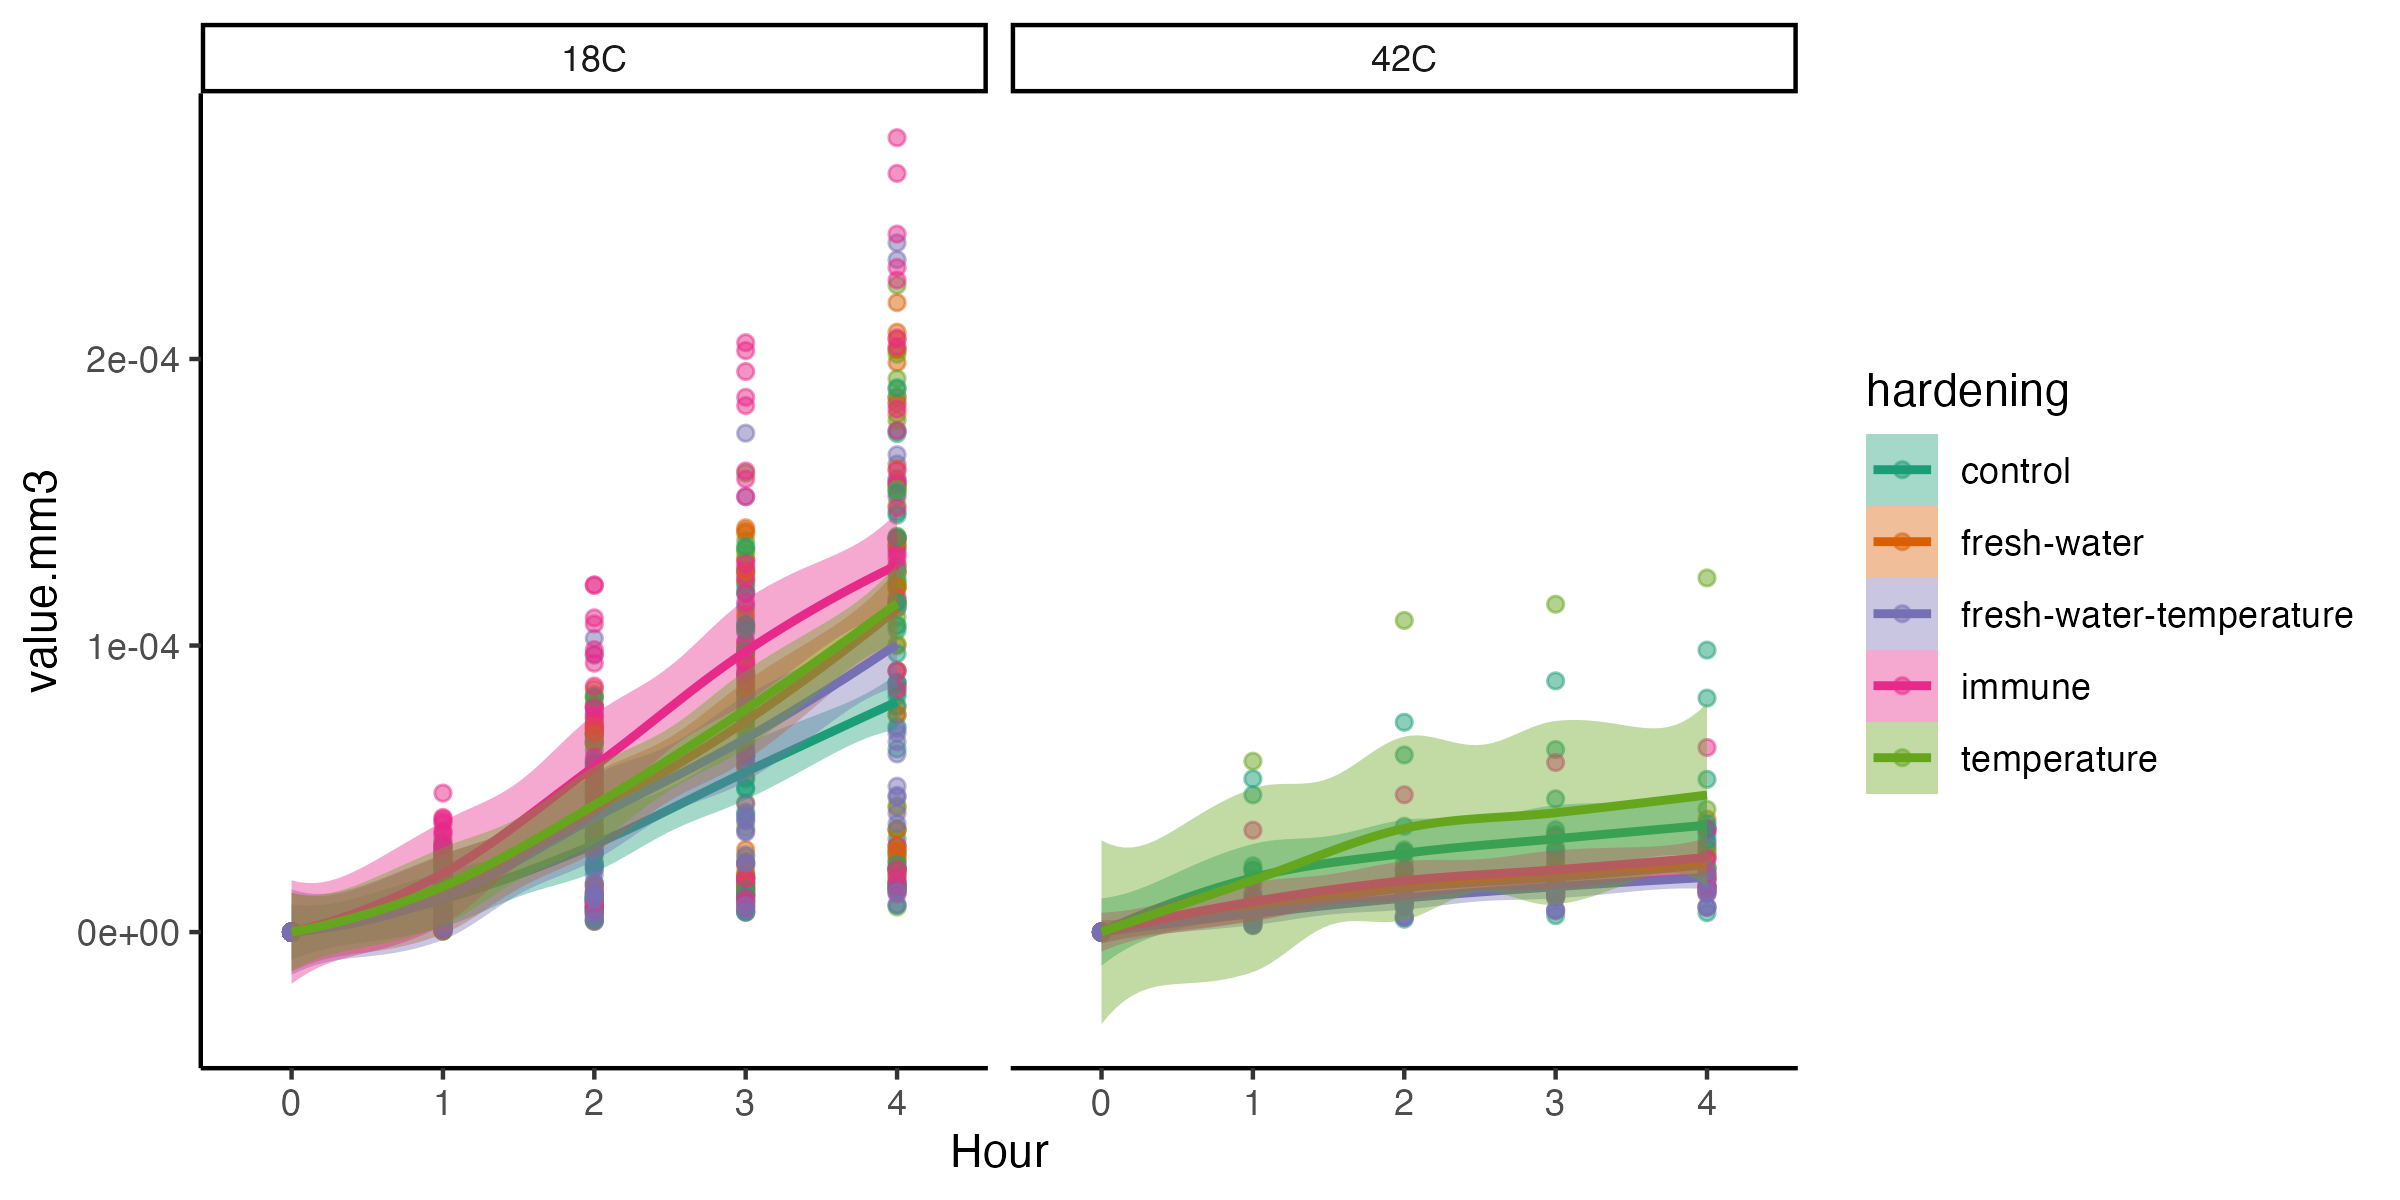 18C
42C
value.mm3
2e-04
1e-04
0e+00
0 1 2 3 4
0 1 2 3 4
Hour
hardening
control
fresh-water
fresh-water-temperature
immune
temperature